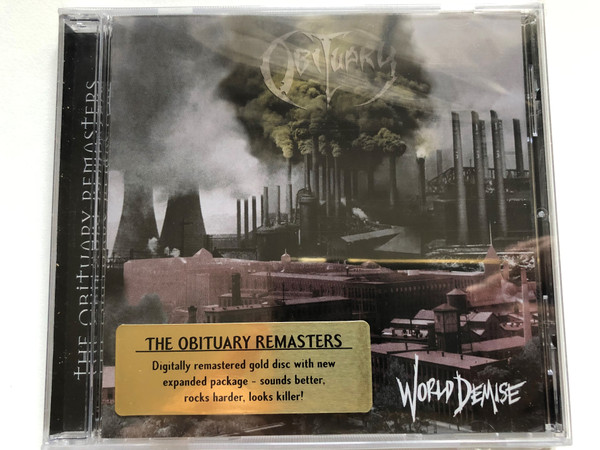 OBITUARY
THE OBITUARY REMASTERS
THE OBITUARY REMASTERS
Digitally remastered gold disc with new
expanded package - sounds better,
rocks harder, looks killer!
WORLD DEMISE